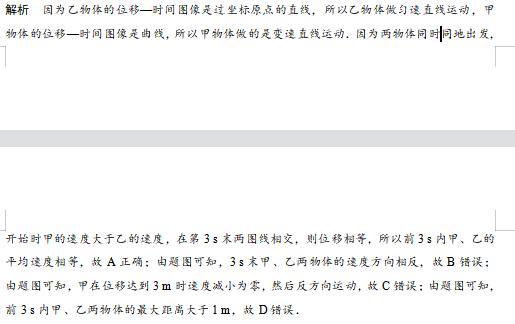 解析　因为乙物体的位移—时间图像是过坐标原点的直线，所以乙物体做匀速直线运动，甲
物体的位移—时间图像是曲线，所以甲物体做的是变速直线运动．因为两物体同时同地出发，
开始时甲的速度大于乙的速度，在第 3 s 末两图线相交，则位移相等，所以前 3 s 内甲、乙的
平均速度相等，故 A 正确；由题图可知，3 s 末甲、乙两物体的速度方向相反，故 B 错误；
由题图可知，甲在位移达到 3 m 时速度减小为零，然后反方向运动，故 C 错误；由题图可知，
前 3 s 内甲、乙两物体的最大距离大于 1 m，故 D 错误．